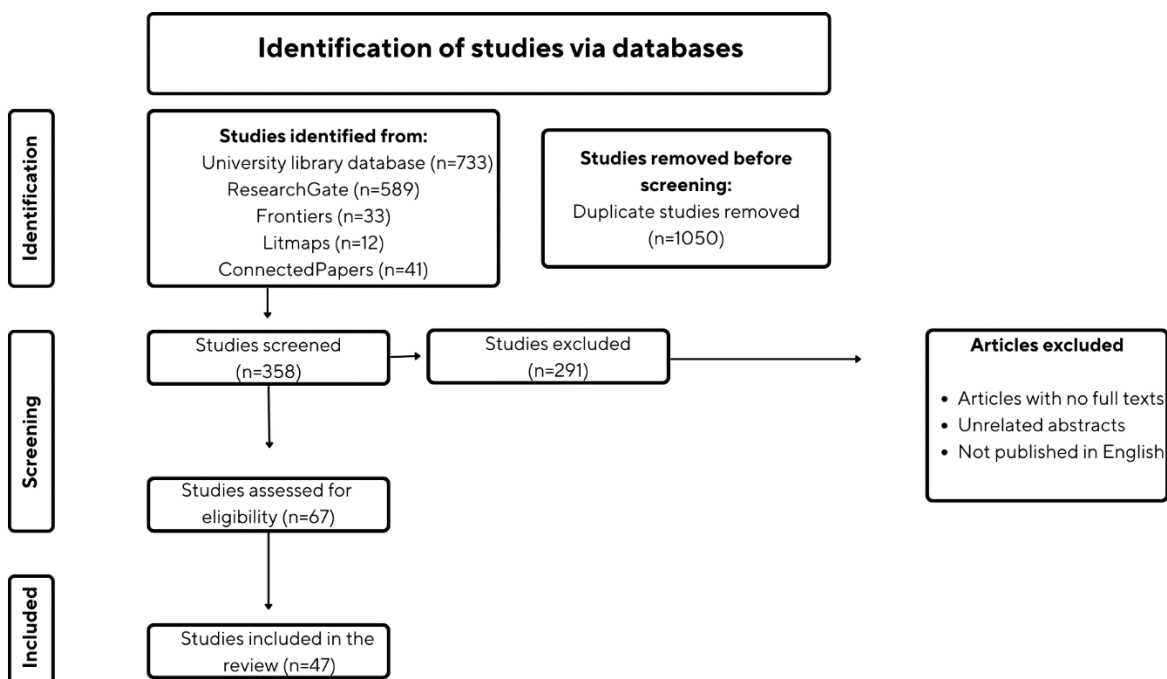 Identification of studies via databases
Identification
Studies identified from:
University library database (n=733)
ResearchGate (n=589)
Frontiers (n=33)
Litmaps (n=12)
ConnectedPapers (n=41)
Studies removed before
screening:
Duplicate studies removed
(n=1050)
Screening
Studies screened
(n=358)
Studies excluded
(n=291)
Articles excluded
• Articles with no full texts
• Unrelated abstracts
• Not published in English
Studies assessed for
eligibility (n=67)
Included
Studies included in the
review (n=47)